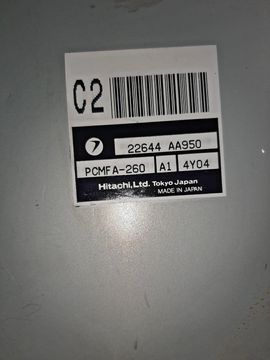 C2
22644 AA950
PCMFA-260 A1 4Y04
Hitachi,Ltd. Tokyo Japan
MADE IN JAPAN